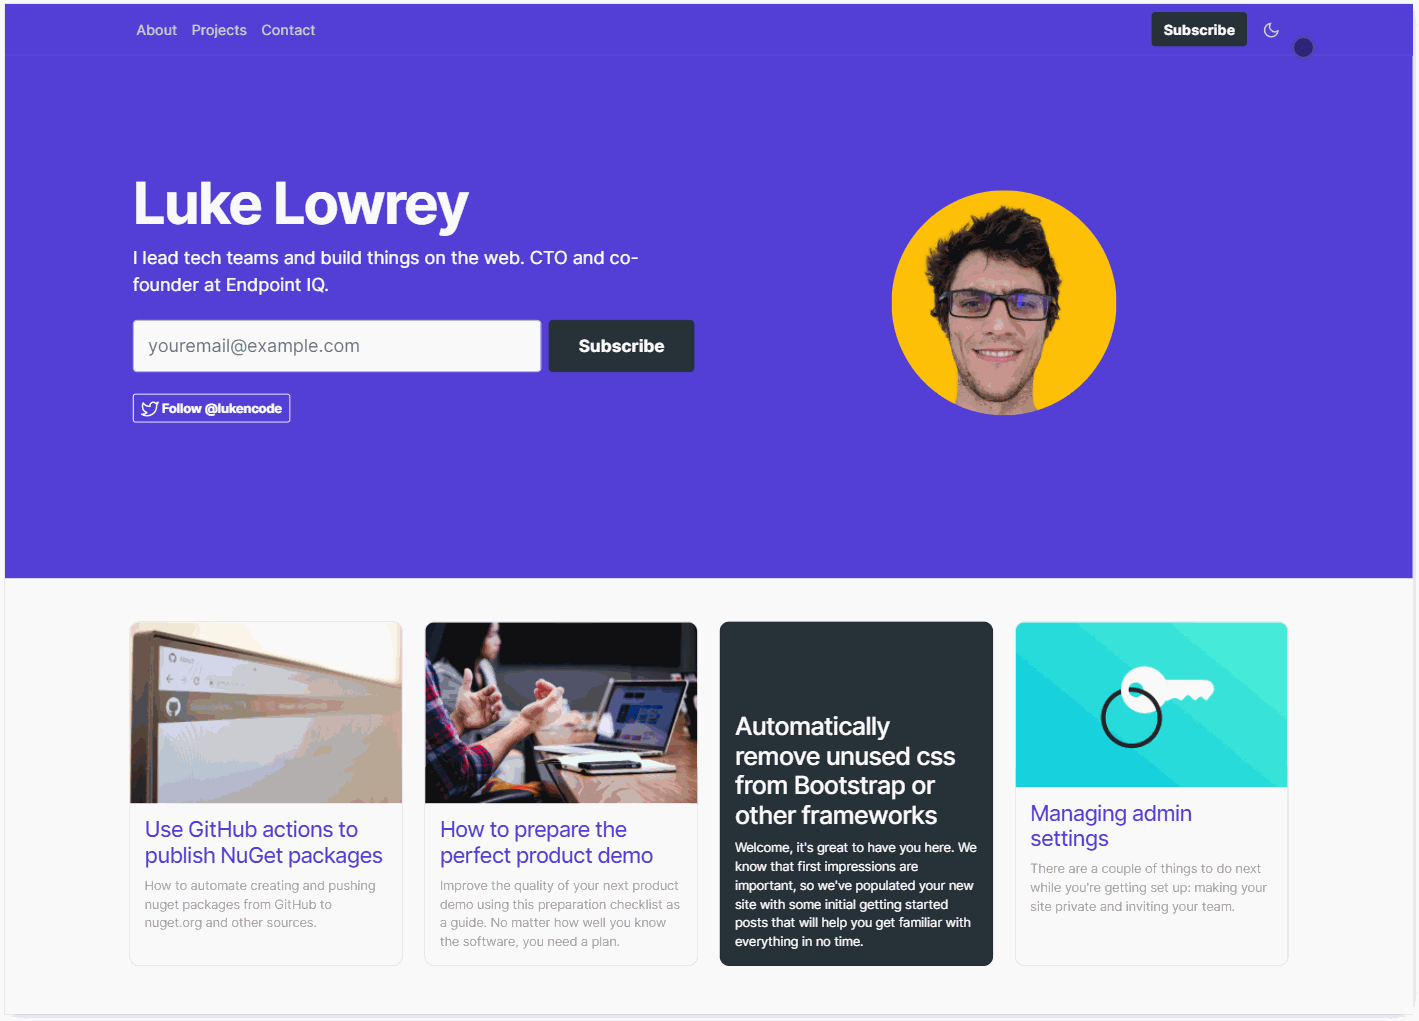 About Projects Contact Subscribe
Luke Lowrey
I lead tech teams and build things on the web. CTO and co-
founder at Endpoint IQ.
youremail@example.com Subscribe
Follow @lukencode
Use GitHub actions to
publish NuGet packages
How to automate creating and pushing
nuget packages from GitHub to
nuget.org and other sources.
How to prepare the
perfect product demo
Improve the quality of your next product
demo using this preparation checklist as
a guide. No matter how well you know
the software, you need a plan.
Automatically
remove unused css
from Bootstrap or
other frameworks
Welcome, it's great to have you here. We
know that first impressions are
important, so we've populated your new
site with some initial getting started
posts that will help you get familiar with
everything in no time.
Managing admin
settings
There are a couple of things to do next
while you're getting set up: making your
site private and inviting your team.